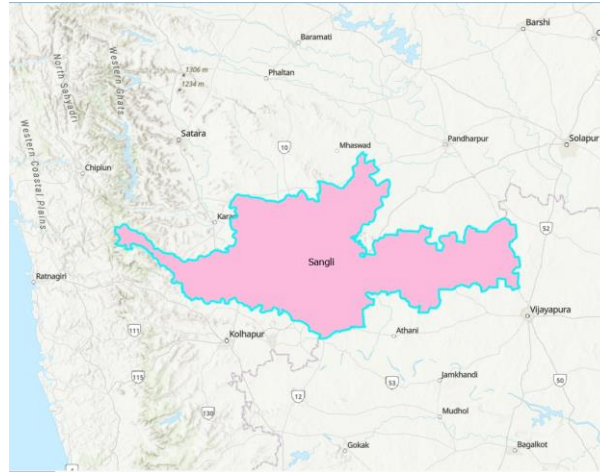 Barshi
Baramati
1306 m
1234 m
Phaltan
North Sahyadri
Western Ghats
Western Coastal Plains
Satara
10
Mhaswad
Pandharpur
Solapur
Chiplun
Karad
52
Sangli
Ratnagiri
111
Kolhapur
Athani
Vijayapura
115
12
53
Jamkhandi
50
130
Mudhol
Gokak
Bagalkot